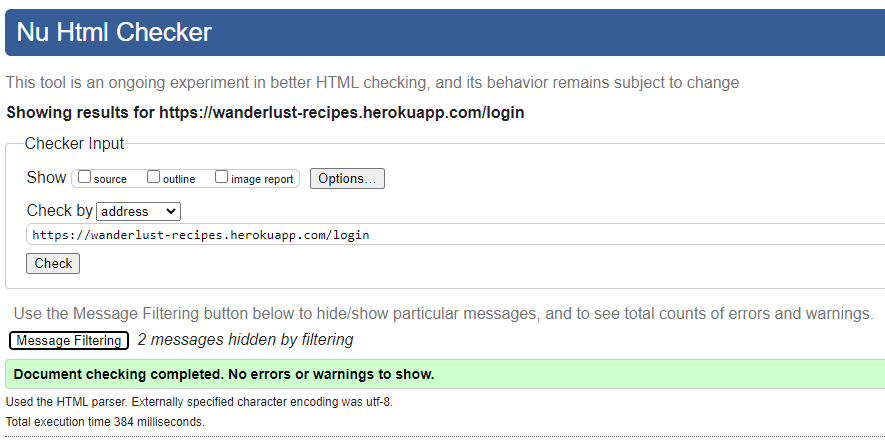 Nu Html Checker
This tool is an ongoing experiment in better HTML checking, and its behavior remains subject to change
Showing results for https://wanderlust-recipes.herokuapp.com/login
Checker Input
Show source outline image report Options...
Check by address
https://wanderlust-recipes.herokuapp.com/login
Check
Use the Message Filtering button below to hide/show particular messages, and to see total counts of errors and warnings.
Message Filtering 2 messages hidden by filtering
Document checking completed. No errors or warnings to show.
Used the HTML parser. Externally specified character encoding was utf-8.
Total execution time 384 milliseconds.